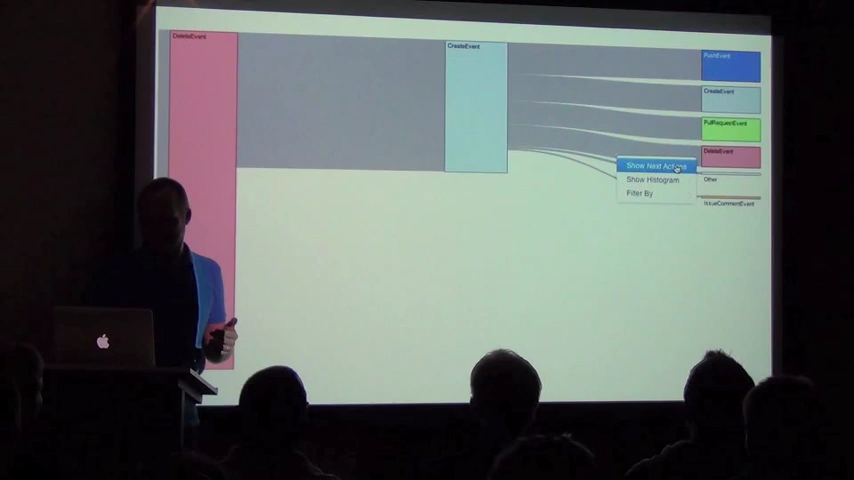 DeleteEvent
CreateEvent
PushEvent
CreateEvent
PullRequestEvent
DeleteEvent
Show Next Actions
Show Histogram
Filter By
Other
IssueCommentEvent